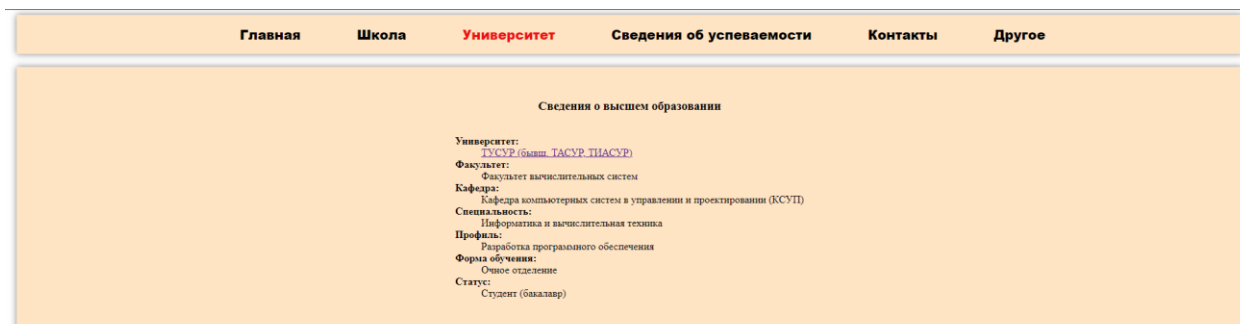 Главная Школа Университет Сведения об успеваемости Контакты Другое
Сведения о высшем образовании
Университет:
ТУСУР (бывш. ТАСУР, ТИАСУР)
Факультет:
Факультет вычислительных систем
Кафедра:
Кафедра компьютерных систем в управлении и проектировании (КСУП)
Специальность:
Информатика и вычислительная техника
Профиль:
Разработка программного обеспечения
Форма обучения:
Очное отделение
Статус:
Студент (бакалавр)